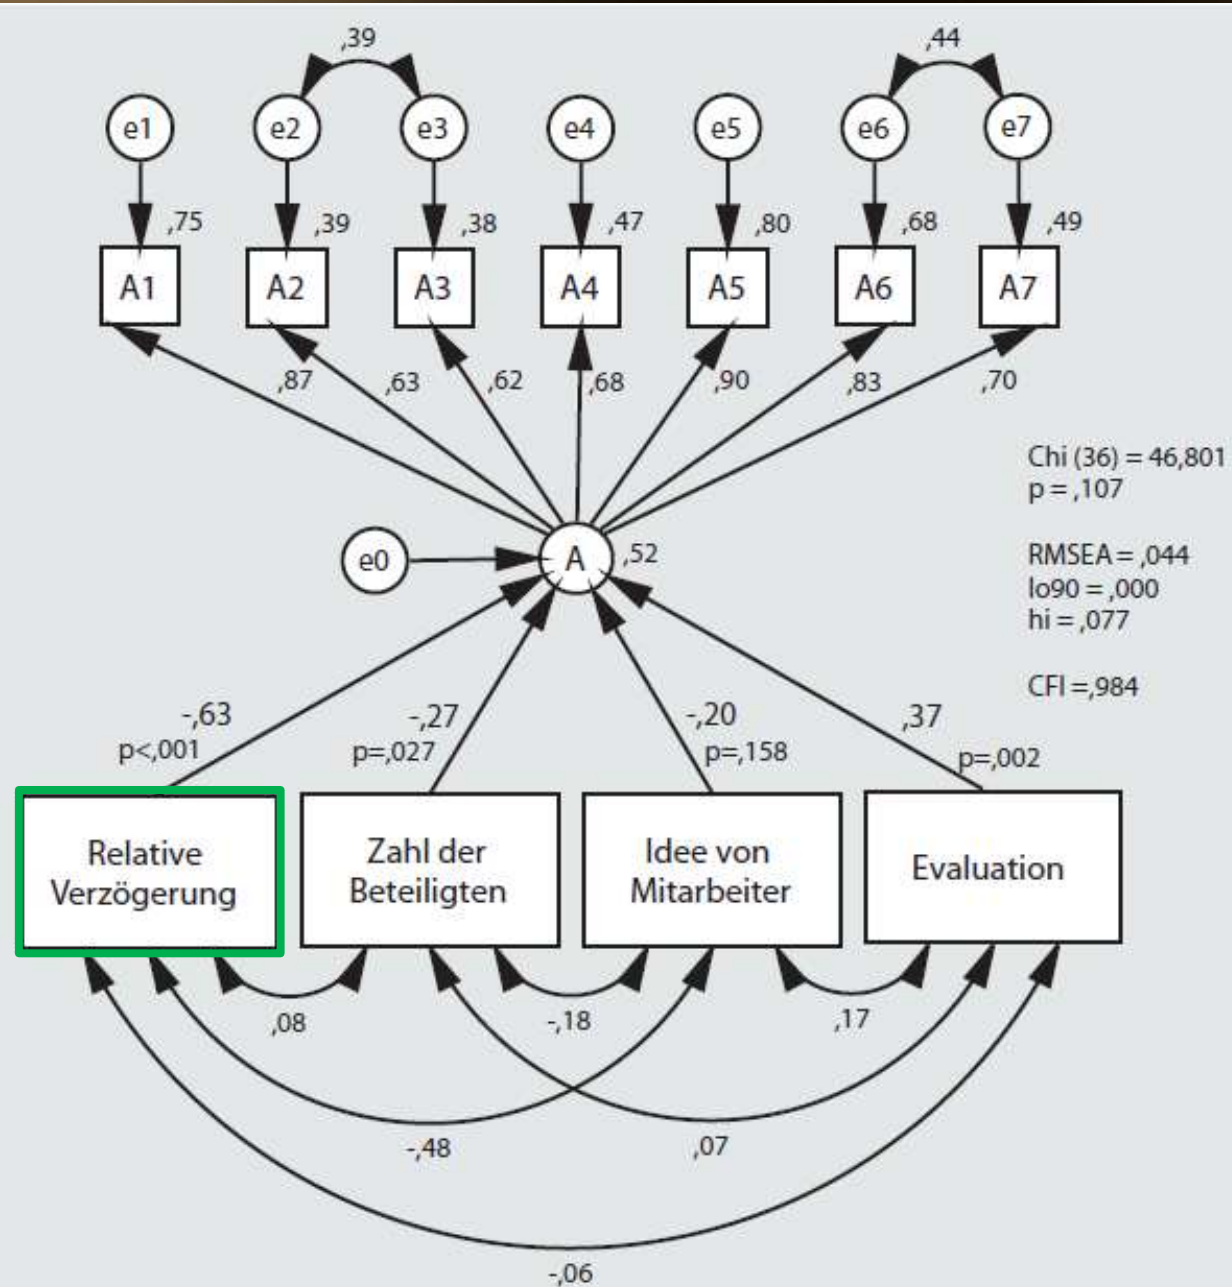 ,39
,44
e1
e2
e3
e4
e5
e6
e7
,75
,39
,38
,47
,80
,68
,49
A1
A2
A3
A4
A5
A6
A7
,87
,63
,62
,68
,90
,83
,70
Chi (36) = 46,801
p = ,107
RMSEA = ,044
lo90 = ,000
hi = ,077
CFI =,984
e0
A
,52
-,63
p<,001
-,27
p=,027
-,20
p=,158
,37
p=,002
Relative
Verzögerung
Zahl der
Beteiligten
Idee von
Mitarbeiter
Evaluation
,08
-,18
,17
-,48
,07
-,06